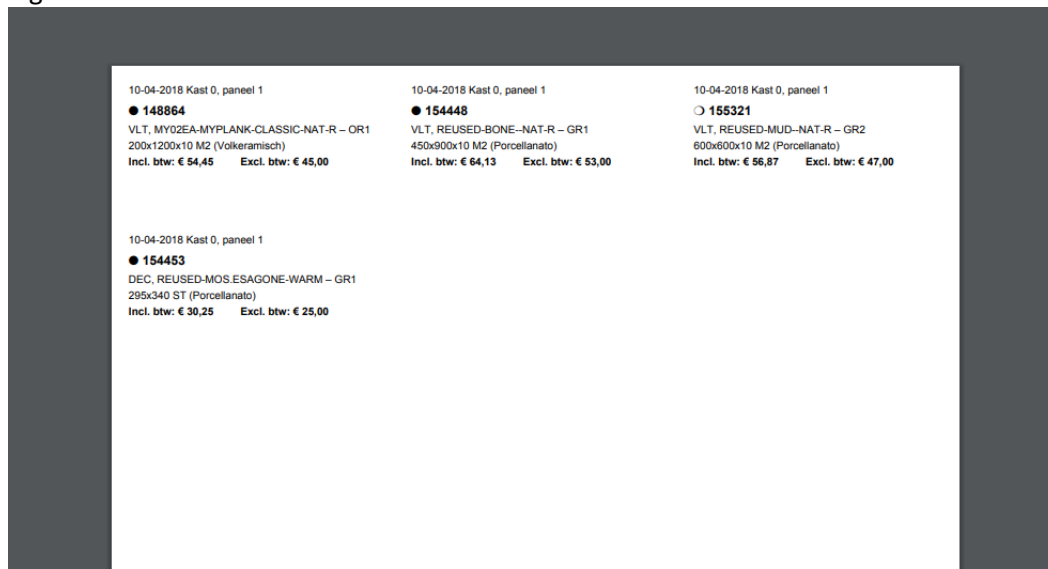 10-04-2018 Kast 0, paneel 1
● 148864
VLT, MY02EA-MYPLANK-CLASSIC-NAT-R – OR1
200x1200x10 M2 (Volkeramisch)
Incl. btw: € 54,45 Excl. btw: € 45,00
10-04-2018 Kast 0, paneel 1
● 154448
VLT, REUSED-BONE--NAT-R – GR1
450x900x10 M2 (Porcellanato)
Incl. btw: € 64,13 Excl. btw: € 53,00
10-04-2018 Kast 0, paneel 1
❍ 155321
VLT, REUSED-MUD--NAT-R – GR2
600x600x10 M2 (Porcellanato)
Incl. btw: € 56,87 Excl. btw: € 47,00
10-04-2018 Kast 0, paneel 1
● 154453
DEC, REUSED-MOS.ESAGONE-WARM – GR1
295x340 ST (Porcellanato)
Incl. btw: € 30,25 Excl. btw: € 25,00